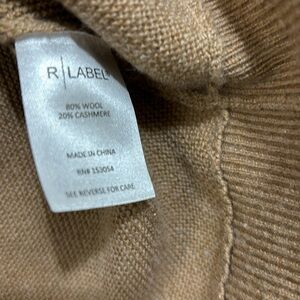 R|LABEL
80% WOOL
20% CASHMERE
MADE IN CHINA
RN# 153054
SEE REVERSE FOR CARE